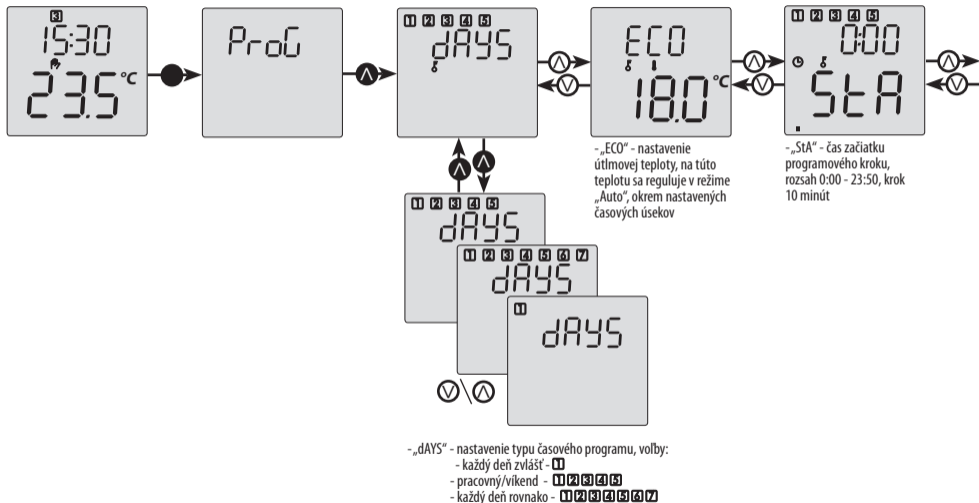 3
15:30
23.5 °C
ProG
1 2 3 4 5
dAYS
ECO
18.0 °C
1 2 3 4 5
0:00
StA
- „ECO“ - nastavenie
útlmovej teploty, na túto
teplotu sa reguluje v režime
„Auto“, okrem nastavených
časových úsekov
- „StA“ - čas začiatku
programového kroku,
rozsah 0:00 - 23:50, krok
10 minút
1 2 3 4 5
dAYS
1 2 3 4 5 6 7
dAYS
1
dAYS
- „dAYS“ - nastavenie typu časového programu, voľby:
- každý deň zvlášť - 1
- pracovný/víkend - 1 2 3 4 5
- každý deň rovnako - 1 2 3 4 5 6 7